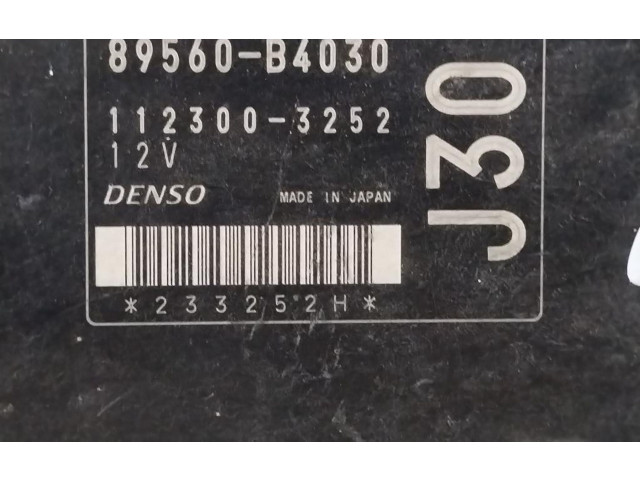 89560-B4030
112300-3252
12V
DENSO MADE IN JAPAN
*233252H*
J30